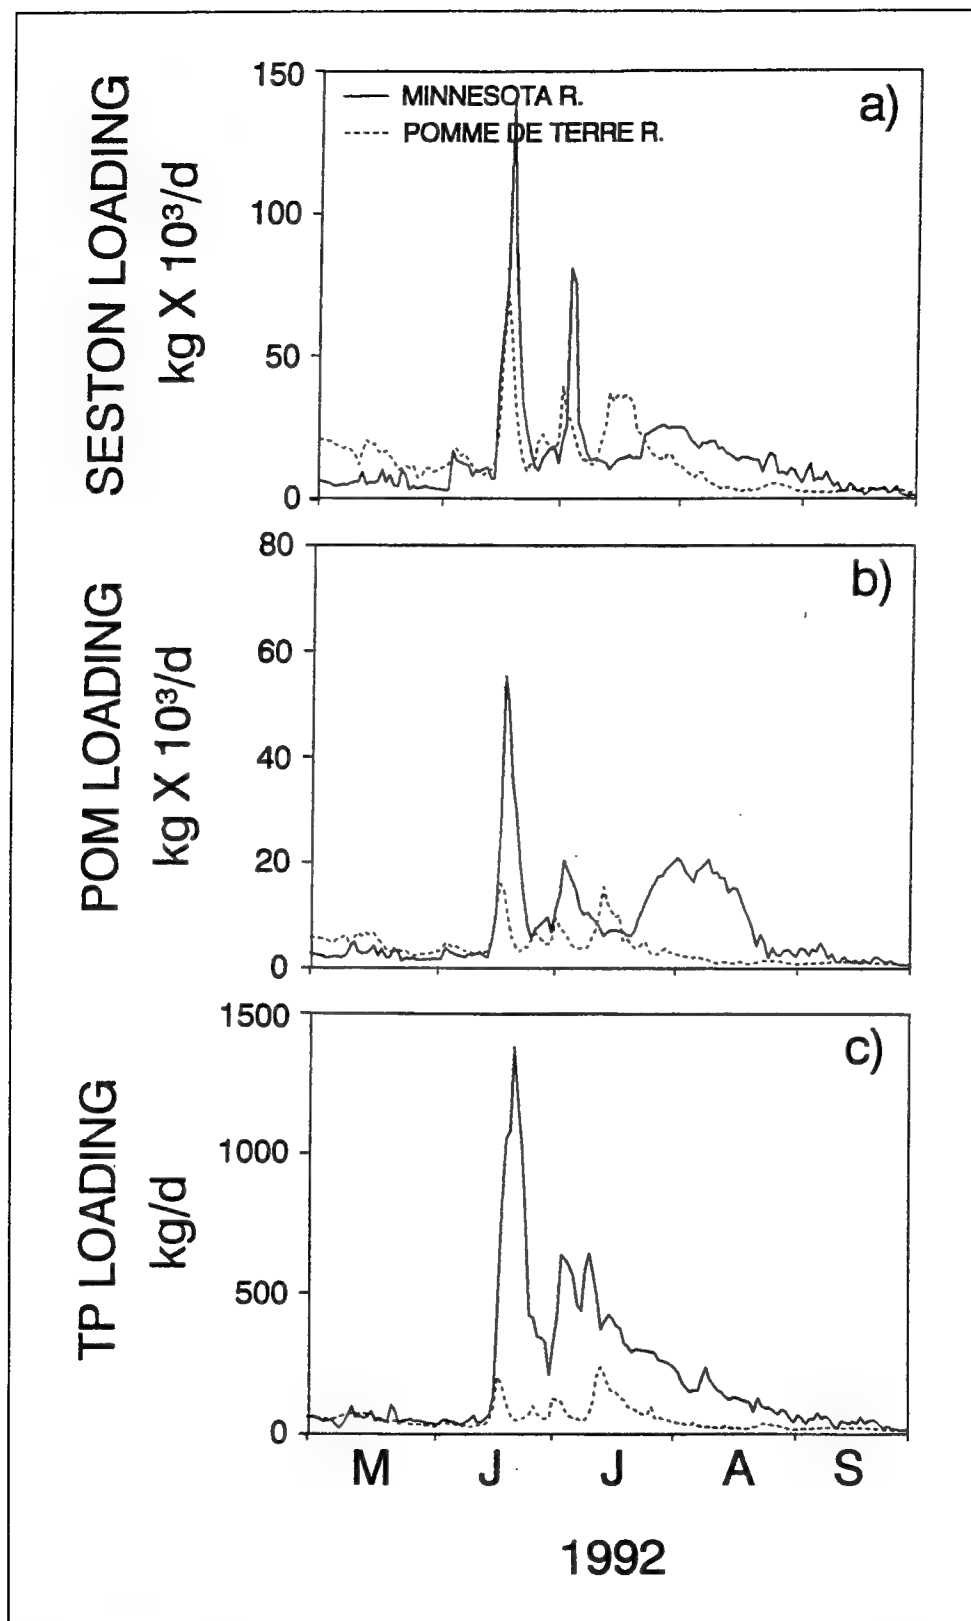 SESTON LOADING
kg X 10³/d
150
100
50
0
MINNESOTA R.
POMME DE TERRE R.
a)
POM LOADING
kg X 10³/d
80
60
40
20
0
b)
TP LOADING
kg/d
1500
1000
500
0
c)
M J J A S
1992